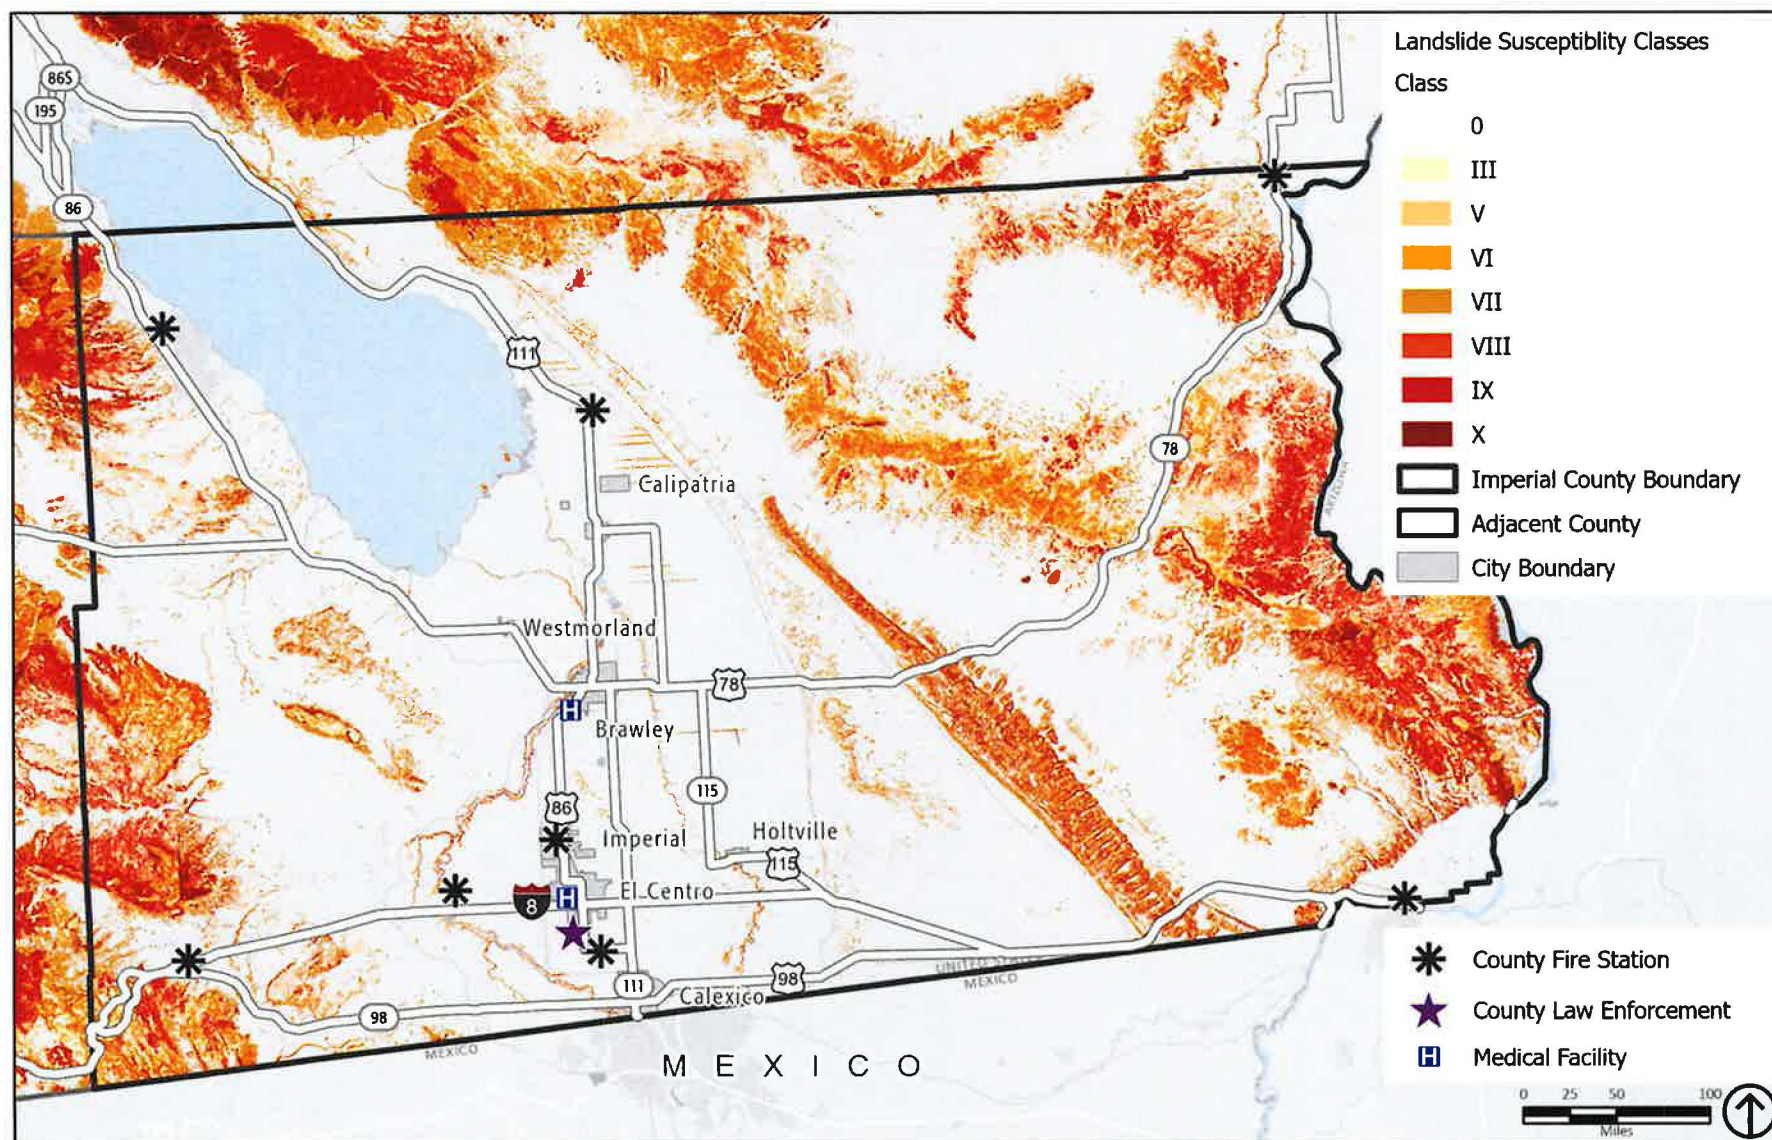 Landslide Susceptiblity Classes
Class
0
III
V
VI
VII
VIII
IX
X
Imperial County Boundary
Adjacent County
City Boundary
86S
195
86
111
78
Calipatria
Westmorland
78
Brawley
115
86
Imperial
Holtville
115
8
El Centro
UNITED STATES
MEXICO
98
111
Calexico
98
MEXICO
MEXICO
ARIZONA
County Fire Station
County Law Enforcement
H Medical Facility
H
H
0 25 50 100
Miles